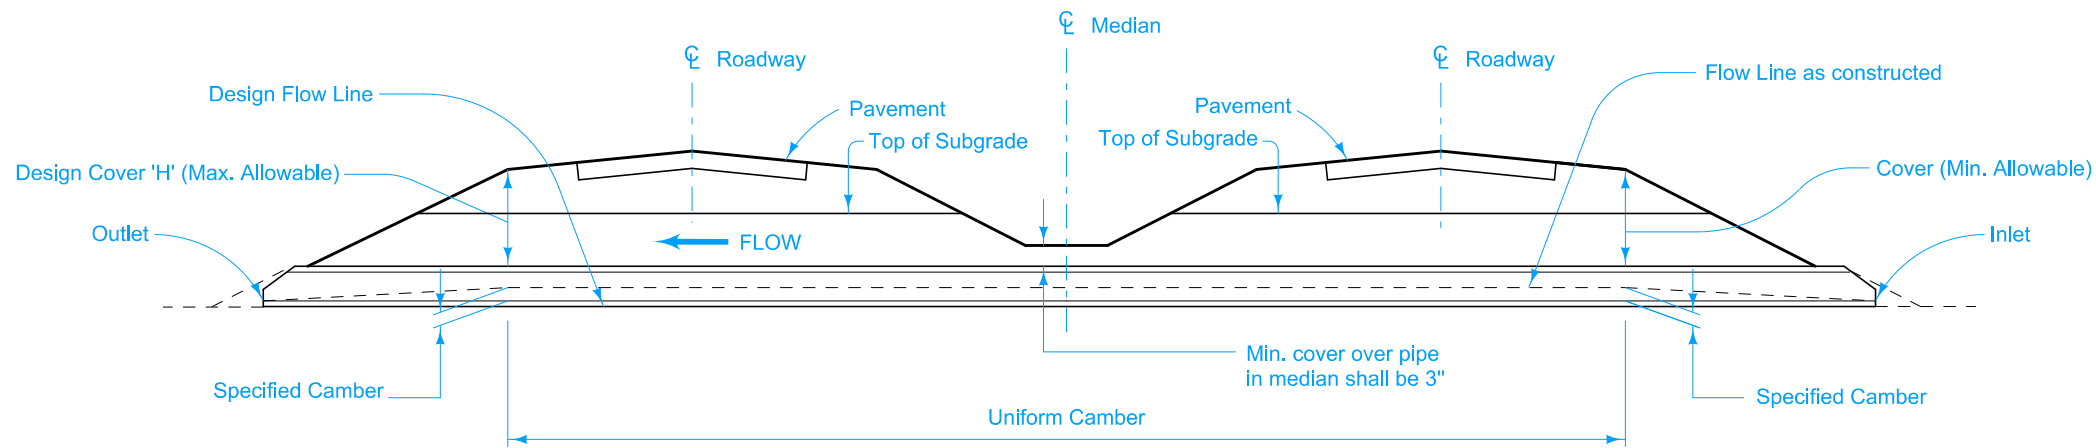 ℄ Median
℄ Roadway
℄ Roadway
Flow Line as constructed
Design Flow Line
Pavement
Pavement
Top of Subgrade
Top of Subgrade
Design Cover 'H' (Max. Allowable)
Cover (Min. Allowable)
Outlet
FLOW
Inlet
Min. cover over pipe
in median shall be 3"
Specified Camber
Specified Camber
Uniform Camber